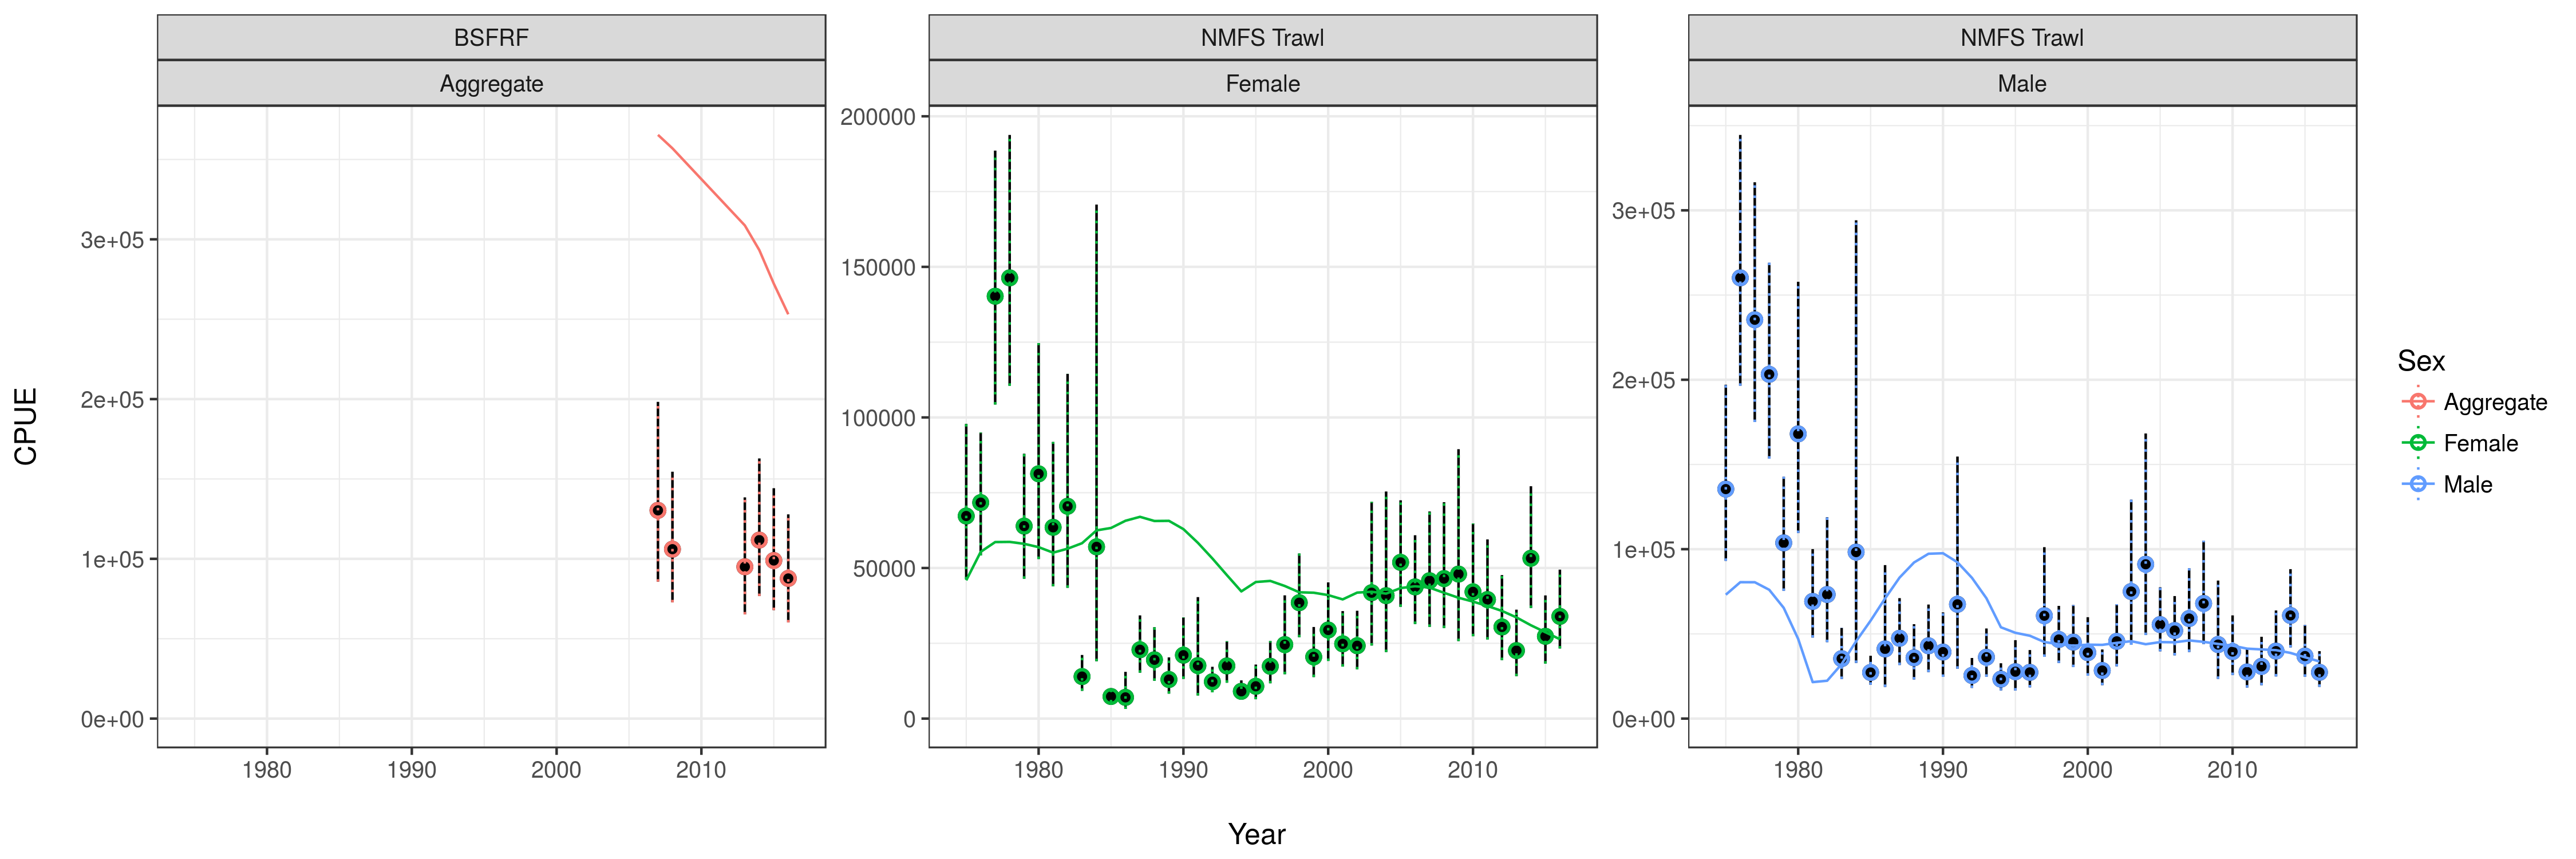 BSFRF
NMFS Trawl
NMFS Trawl
Aggregate
Female
Male
CPUE
3e+05
2e+05
1e+05
0e+00
200000
150000
100000
50000
0
3e+05
2e+05
1e+05
0e+00
1980 1990 2000 2010
1980 1990 2000 2010
1980 1990 2000 2010
Year
Sex
Aggregate
Female
Male